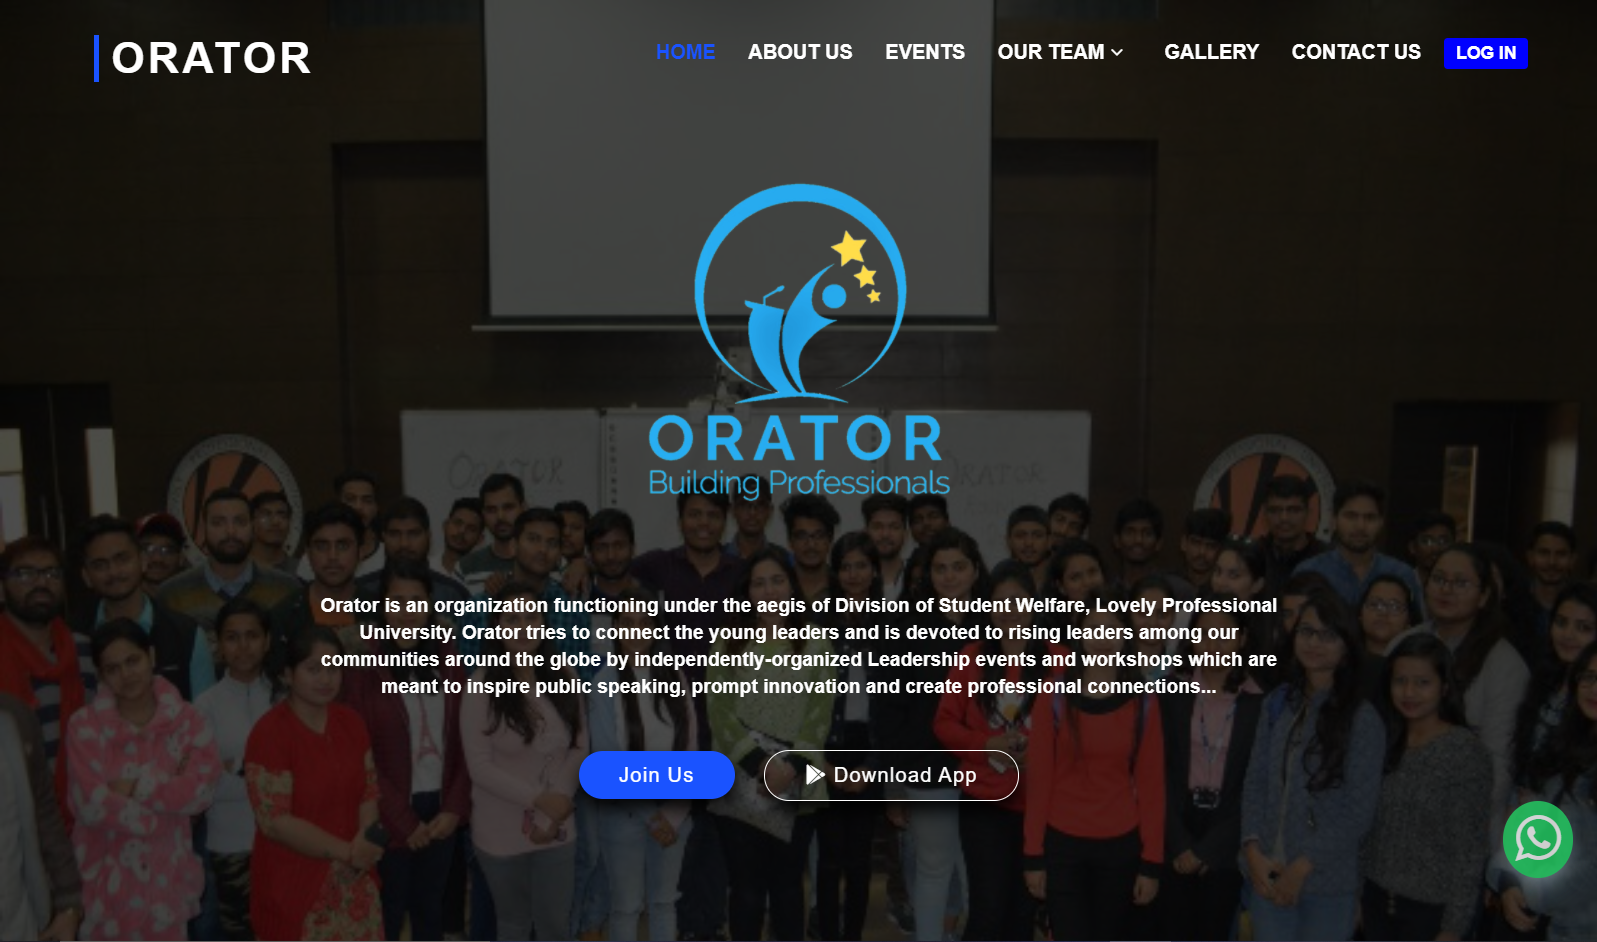 ORATOR
HOME ABOUT US EVENTS OUR TEAM GALLERY CONTACT US LOG IN
ORATOR
Building Professionals
ORATOR
ORATOR
Orator is an organization functioning under the aegis of Division of Student Welfare, Lovely Professional
University. Orator tries to connect the young leaders and is devoted to rising leaders among our
communities around the globe by independently-organized Leadership events and workshops which are
meant to inspire public speaking, prompt innovation and create professional connections...
Join Us Download App